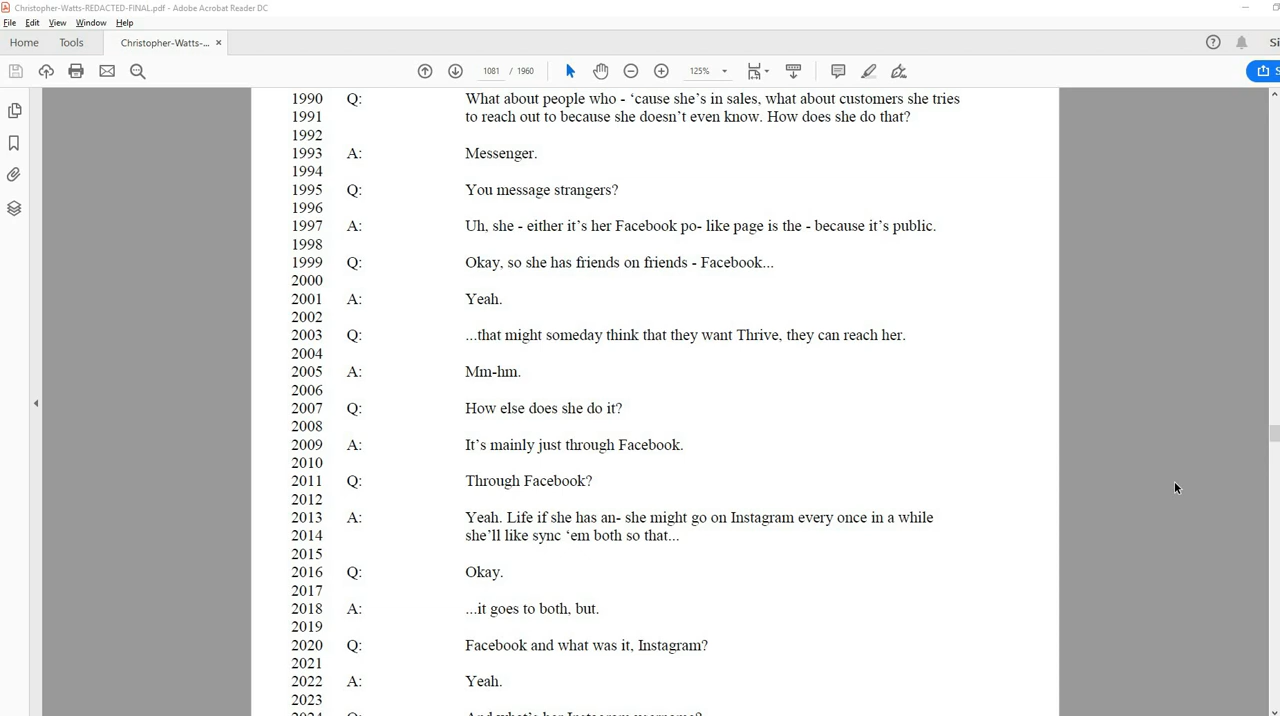 Christopher-Watts-REDACTED-FINAL.pdf - Adobe Acrobat Reader DC
File Edit View Window Help
Home Tools Christopher-Watts-... × ? Si
1081 / 1960 125% S
1990 Q: What about people who - ‘cause she’s in sales, what about customers she tries
1991 to reach out to because she doesn’t even know. How does she do that?
1992
1993 A: Messenger.
1994
1995 Q: You message strangers?
1996
1997 A: Uh, she - either it’s her Facebook po- like page is the - because it’s public.
1998
1999 Q: Okay, so she has friends on friends - Facebook...
2000
2001 A: Yeah.
2002
2003 Q: ...that might someday think that they want Thrive, they can reach her.
2004
2005 A: Mm-hm.
2006
2007 Q: How else does she do it?
2008
2009 A: It’s mainly just through Facebook.
2010
2011 Q: Through Facebook?
2012
2013 A: Yeah. Life if she has an- she might go on Instagram every once in a while
2014 she’ll like sync ‘em both so that...
2015
2016 Q: Okay.
2017
2018 A: ...it goes to both, but.
2019
2020 Q: Facebook and what was it, Instagram?
2021
2022 A: Yeah.
2023
2024 Q: And what’s her Instagram username?